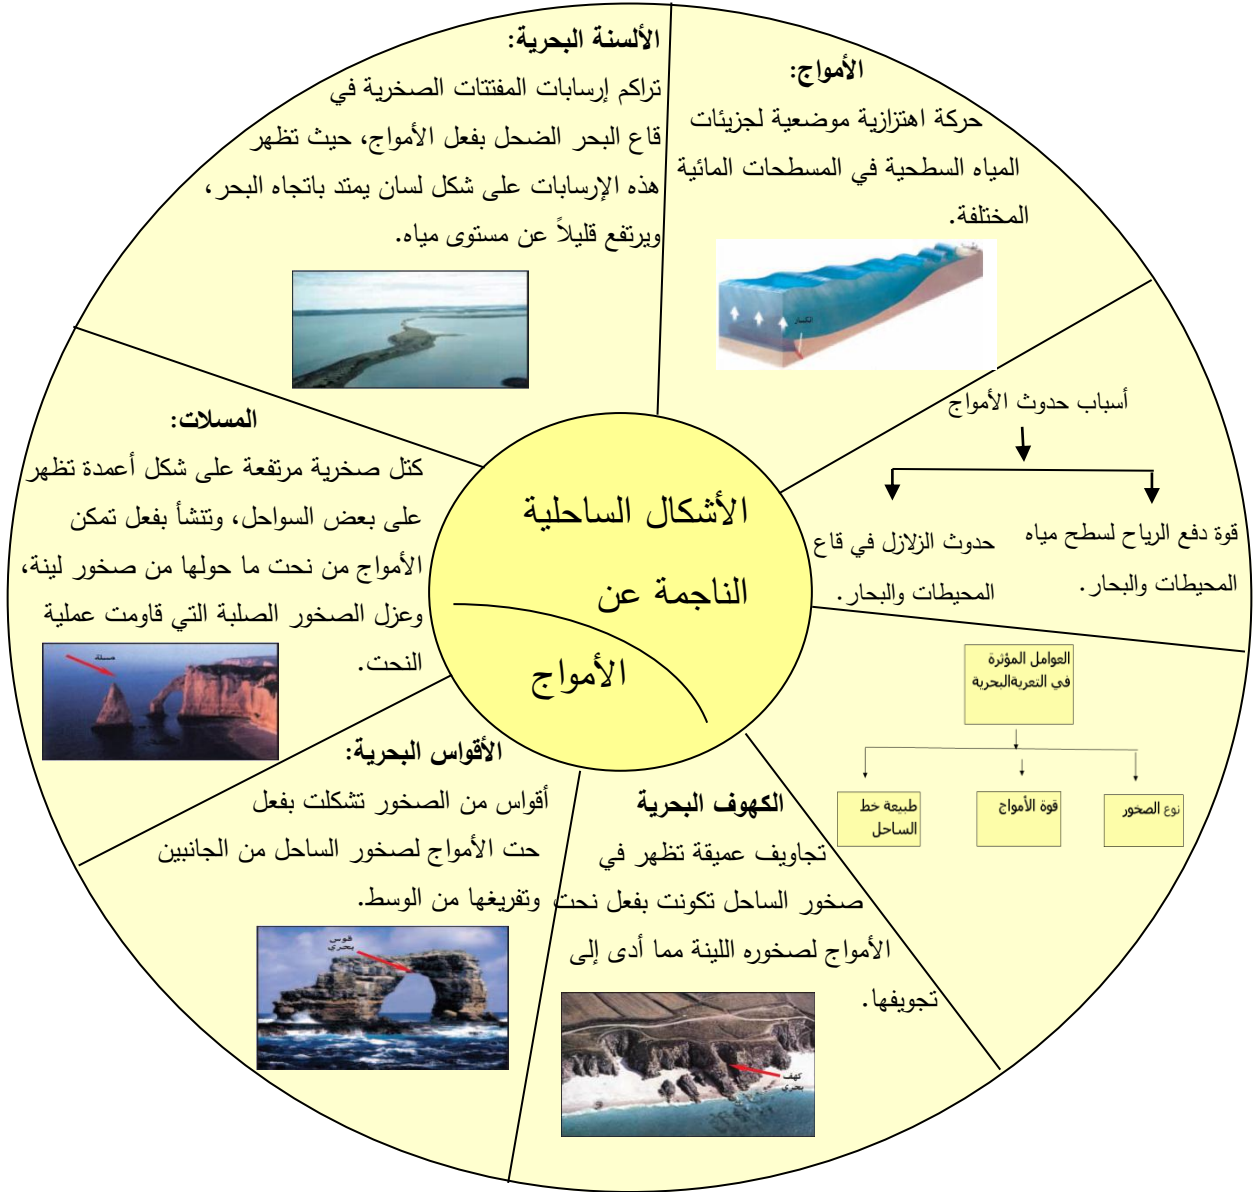 الأشكال الساحلية
الناجمة عن
الأمواج
الأمواج:
حركة اهتزازية موضعية لجزيئات
المياه السطحية في المسطحات المائية
المختلفة.
انكسار
أسباب حدوث الأمواج
قوة دفع الرياح لسطح مياه
المحيطات والبحار.
حدوث الزلازل في قاع
المحيطات والبحار.
العوامل المؤثرة
في التعريةالبحرية
نوع الصخور
قوة الأمواج
طبيعة خط
الساحل
الكهوف البحرية
تجاويف عميقة تظهر في
صخور الساحل تكونت بفعل نحت
الأمواج لصخوره اللينة مما أدى إلى
تجويفها.
كهف
بحري
الأقواس البحرية:
أقواس من الصخور تشكلت بفعل
حت الأمواج لصخور الساحل من الجانبين
وتفريغها من الوسط.
قوس
بحري
المسلات:
كتل صخرية مرتفعة على شكل أعمدة تظهر
على بعض السواحل، وتنشأ بفعل تمكن
الأمواج من نحت ما حولها من صخور لينة،
وعزل الصخور الصلبة التي قاومت عملية
النحت.
مسلة
الألسنة البحرية:
تراكم إرسابات المفتتات الصخرية في
قاع البحر الضحل بفعل الأمواج، حيث تظهر
هذه الإرسابات على شكل لسان يمتد باتجاه البحر،
ويرتفع قليلاً عن مستوى مياه.